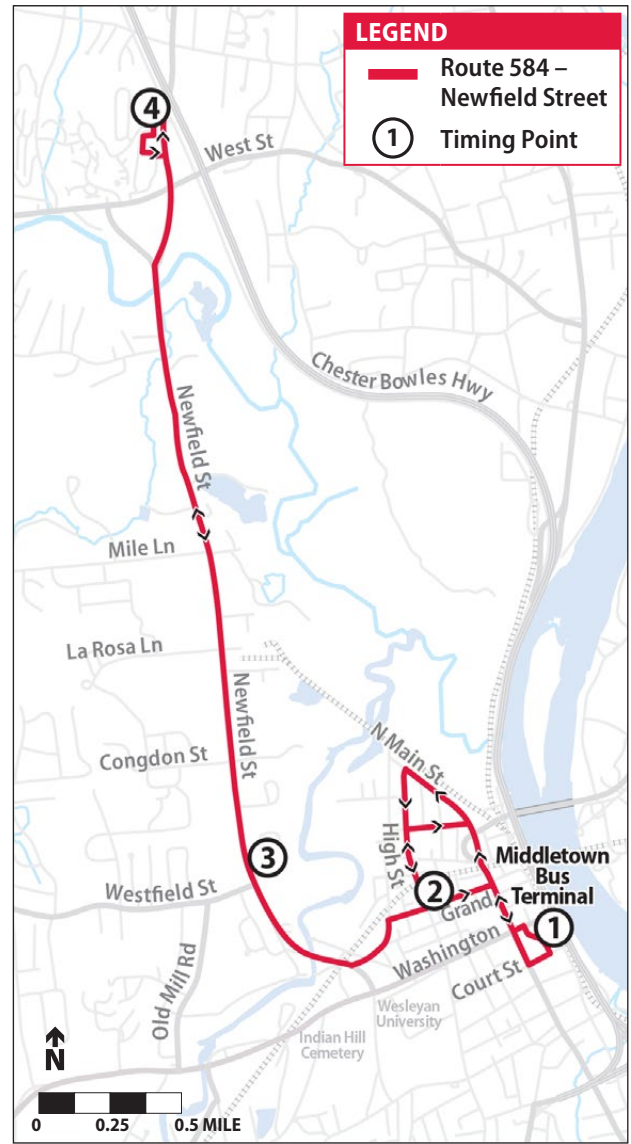 LEGEND
Route 584 –
Newfield Street
1
Timing Point
4
West St
Chester Bowles Hwy
Newfield St
Mile Ln
La Rosa Ln
Newfield St
N Main St
Congdon St
High St
3
Middletown
Bus
Terminal
2
Westfield St
Grand
1
Washington
Old Mill Rd
Court St
Wesleyan
University
Indian Hill
Cemetery
N
0 0.25 0.5 MILE